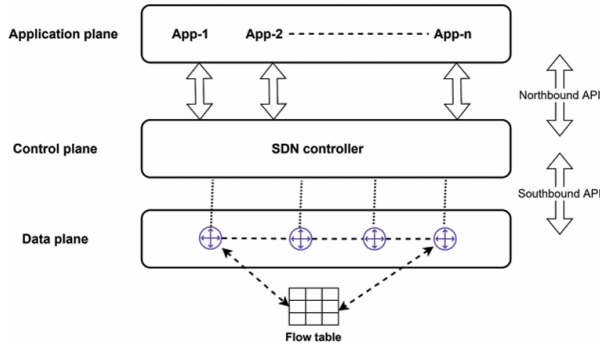 Application plane
App-1 App-2 App-n
Northbound API
Control plane
SDN controller
Southbound API
Data plane
Flow table